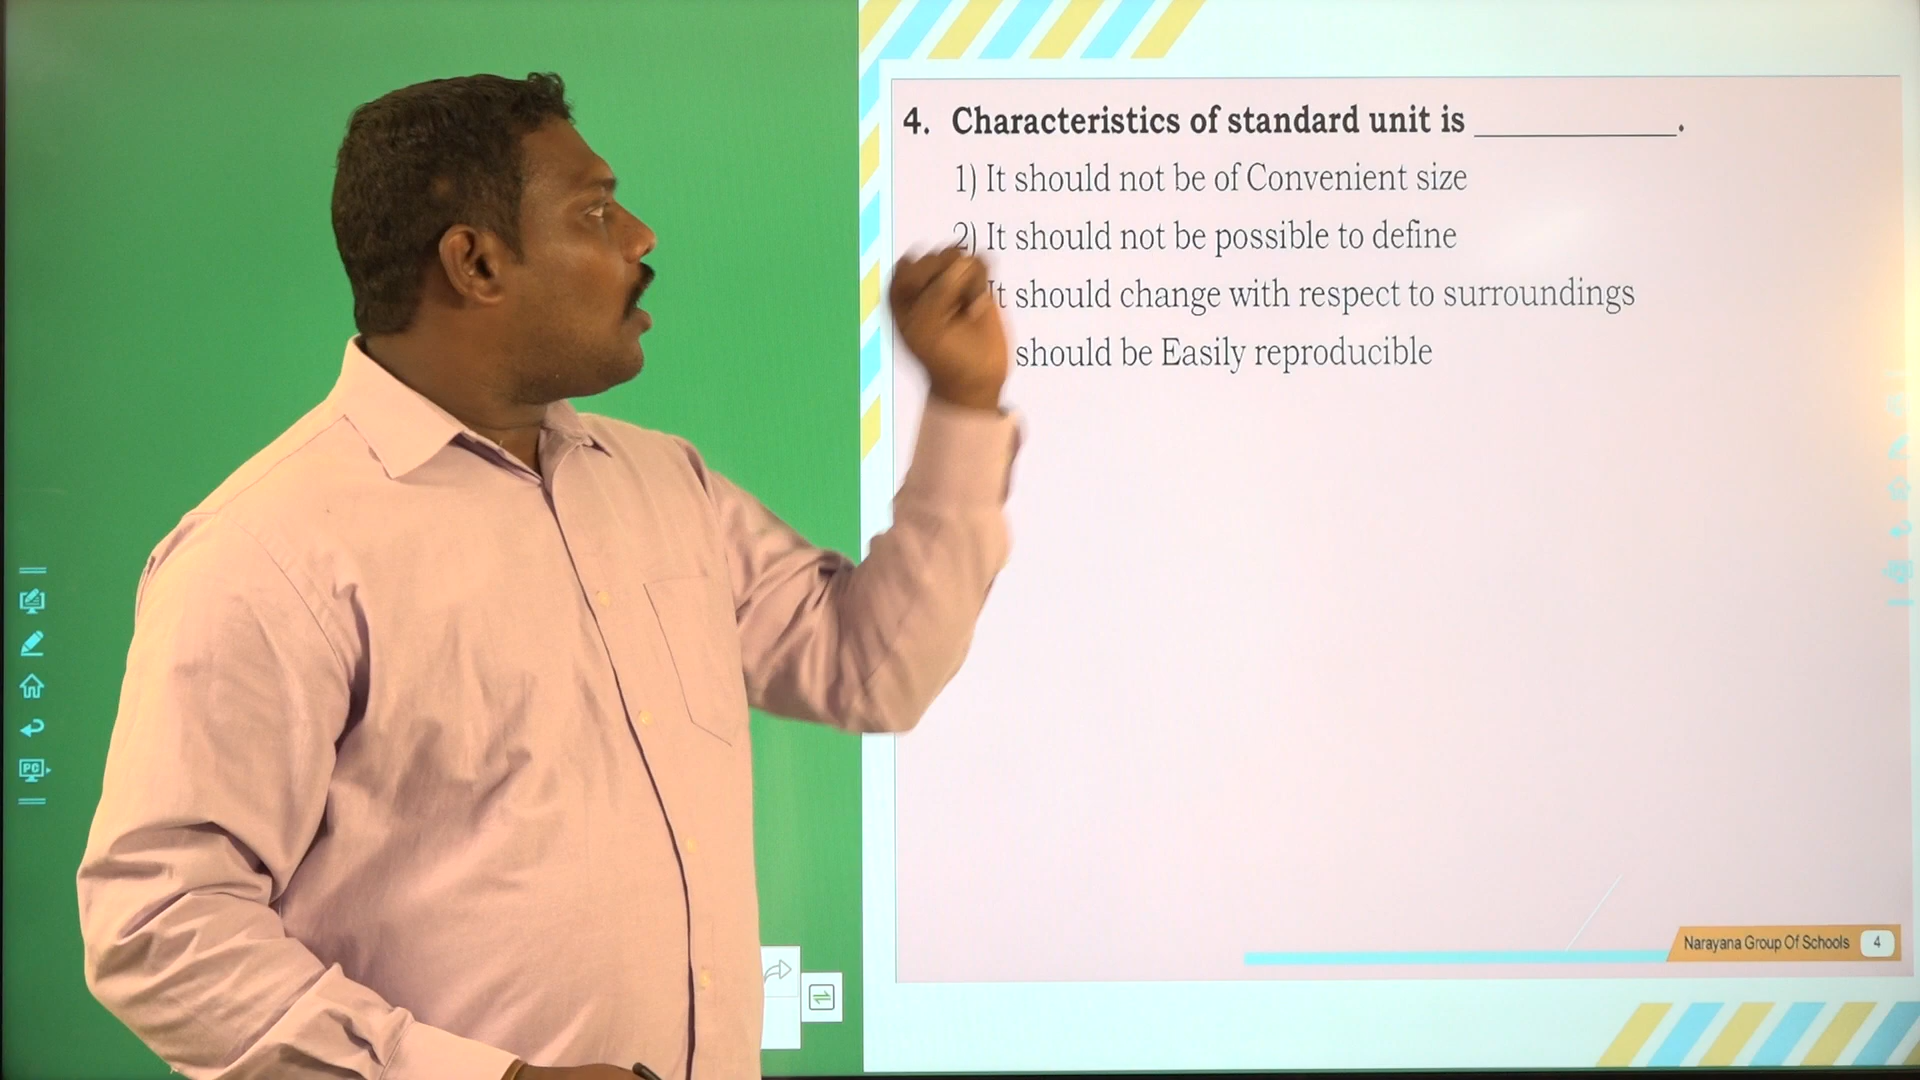 4. Characteristics of standard unit is ____________.
1) It should not be of Convenient size
2) It should not be possible to define
It should change with respect to surroundings
should be Easily reproducible
Narayana Group Of Schools 4
PC